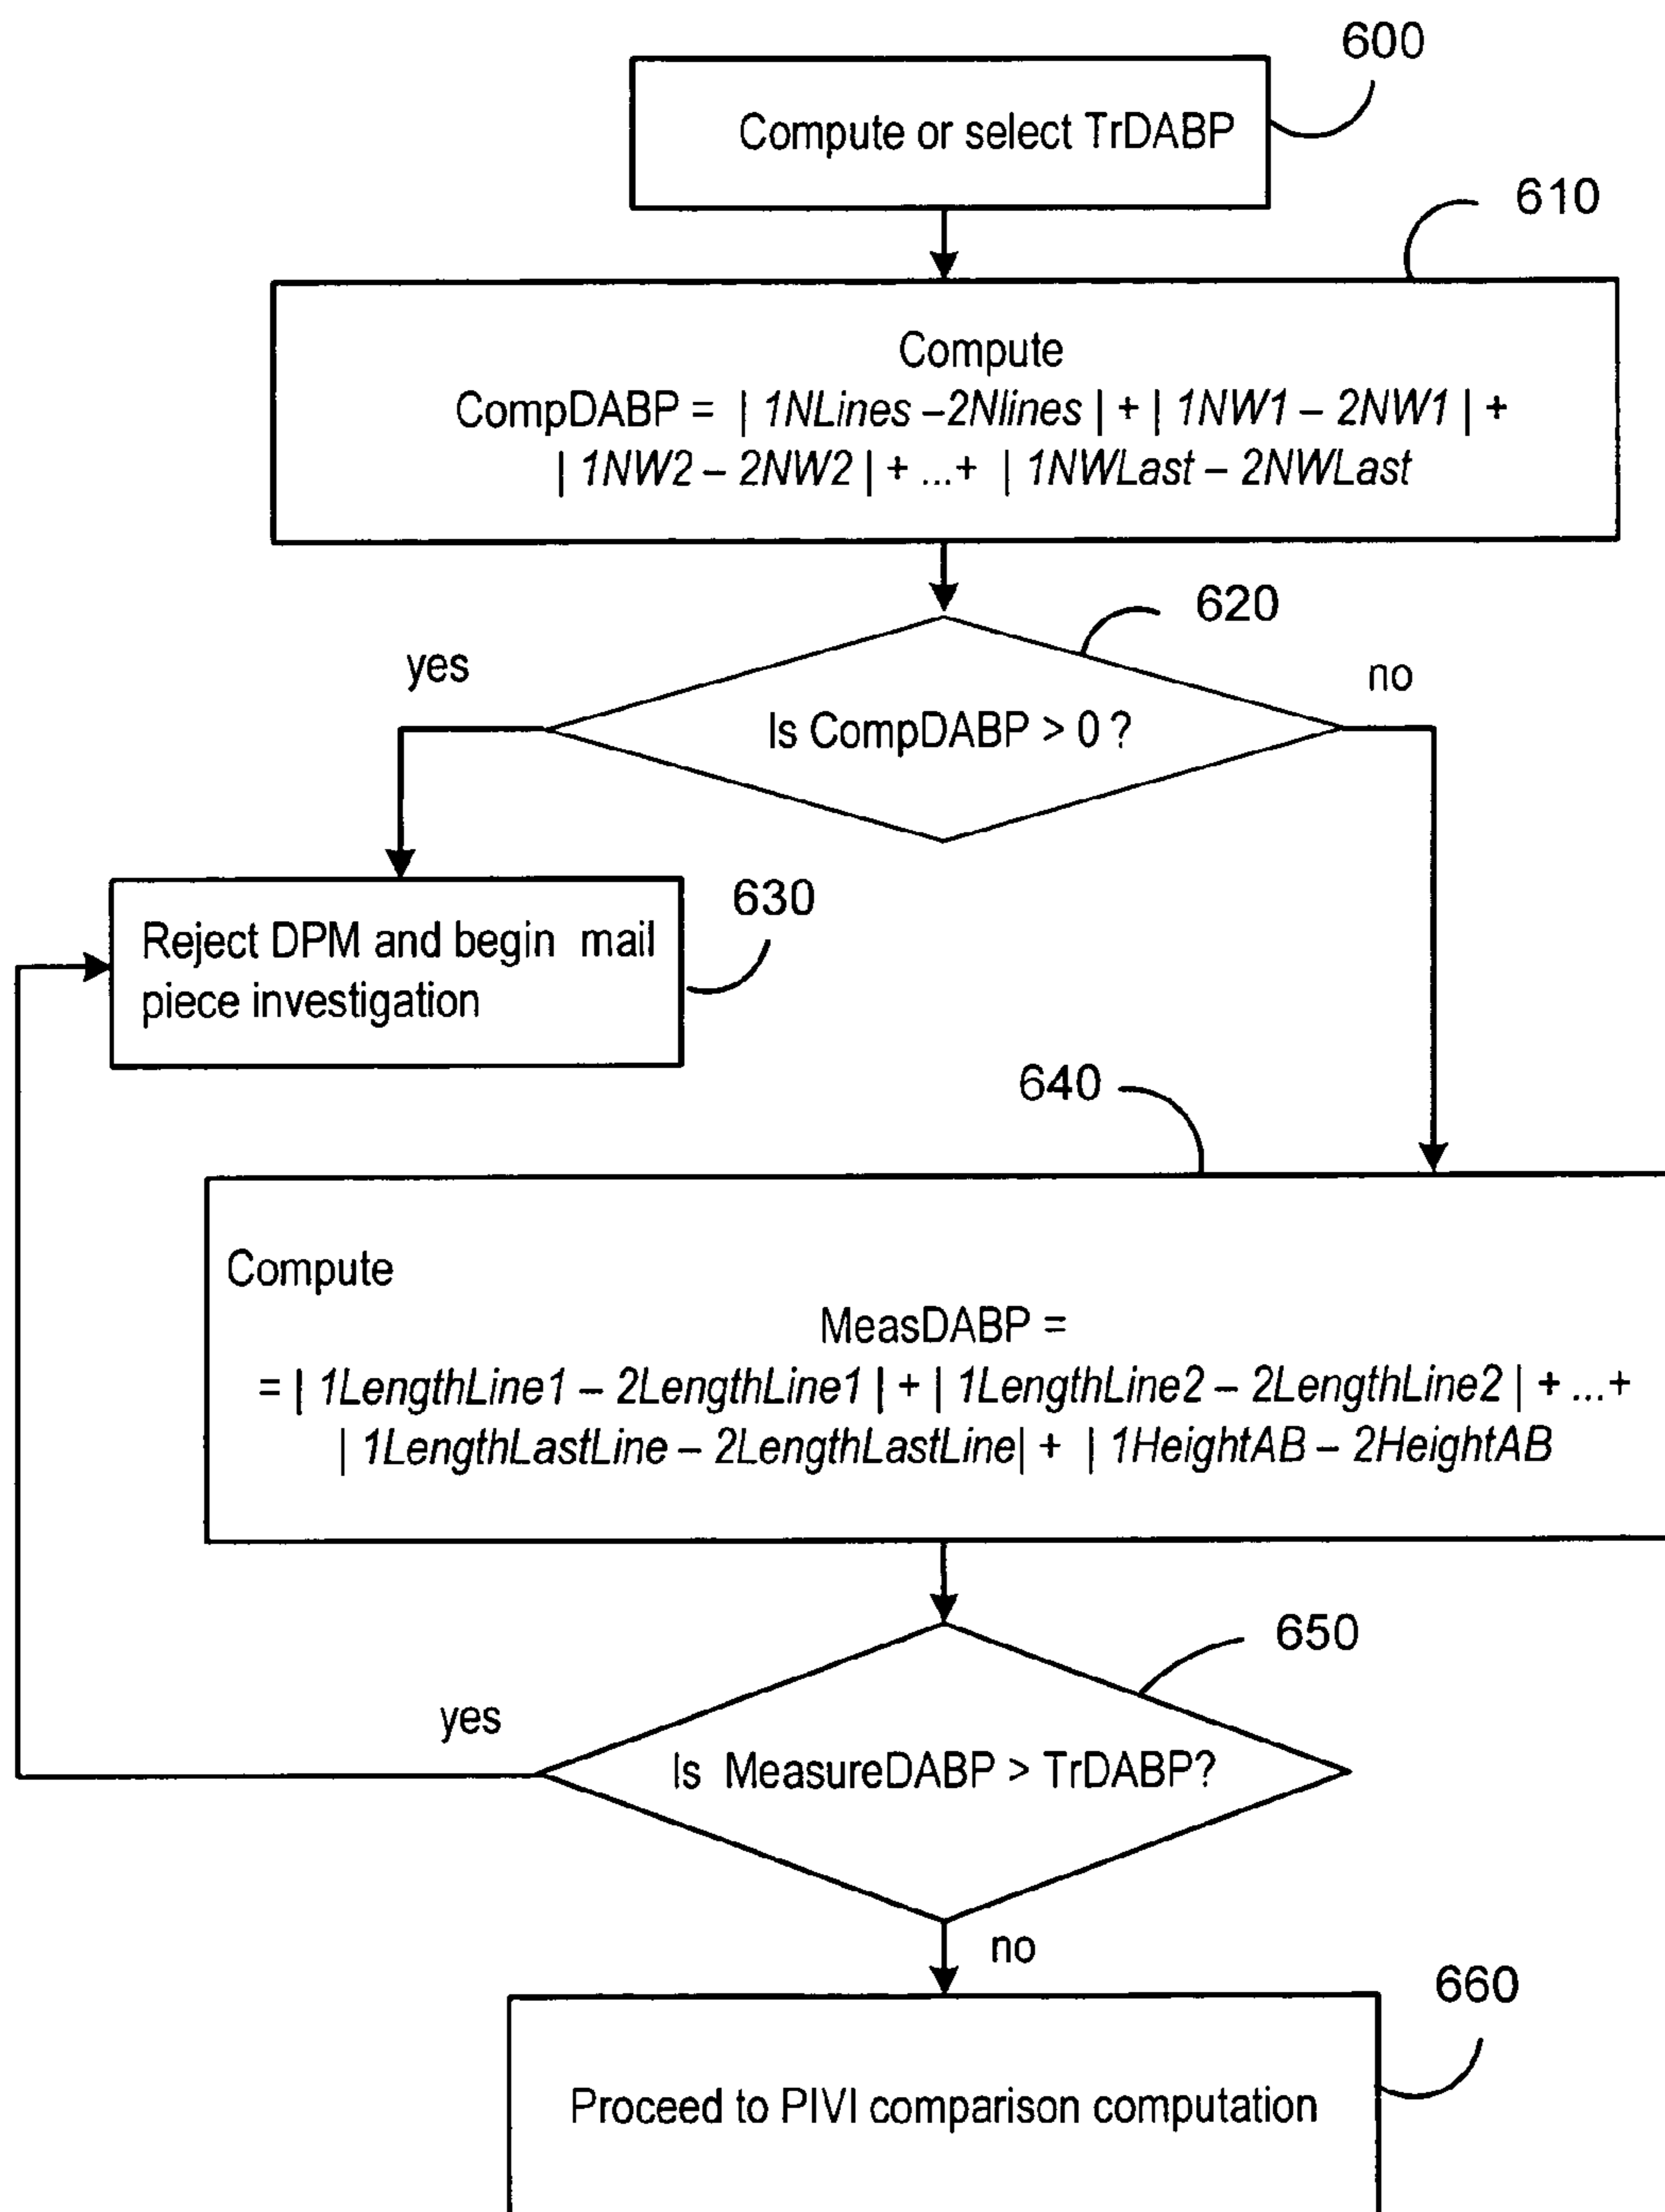 600
Compute or select TrDABP
610
Compute
CompDABP = | 1NLines –2Nlines | + | 1NW1 – 2NW1 | +
| 1NW2 – 2NW2 | + ...+ | 1NWLast – 2NWLast
620
yes
no
Is CompDABP > 0 ?
630
Reject DPM and begin mail
piece investigation
640
Compute
MeasDABP =
= | 1LengthLine1 – 2LengthLine1 | + | 1LengthLine2 – 2LengthLine2 | + ...+
| 1LengthLastLine – 2LengthLastLine| + | 1HeightAB – 2HeightAB
650
yes
Is MeasureDABP > TrDABP?
no
660
Proceed to PIVI comparison computation